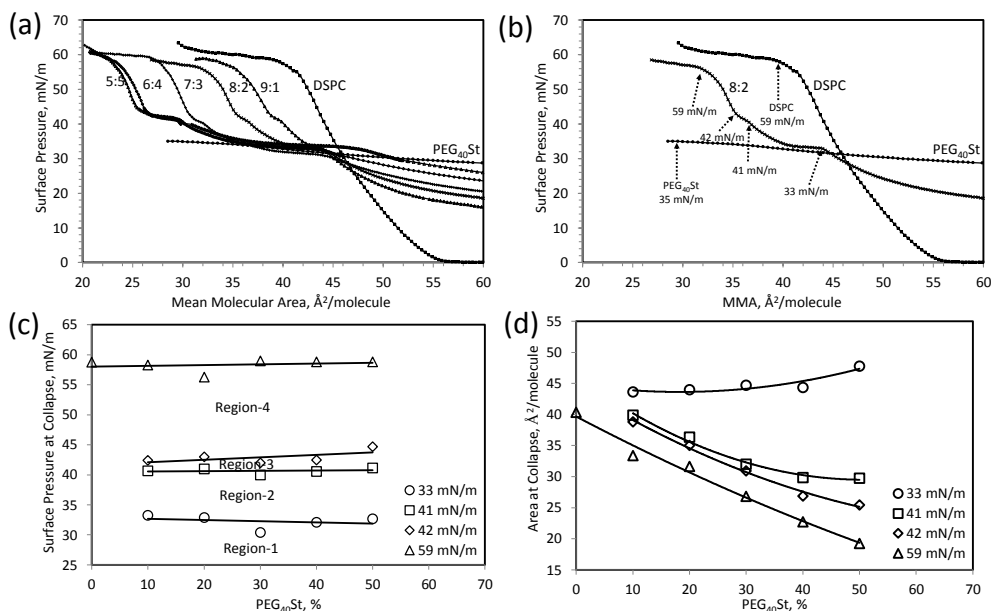 (a)
70
60
50
40
30
20
10
0
Surface Pressure, mN/m
5:5
6:4
7:3
8:2
9:1
DSPC
PEG₄₀St
20 25 30 35 40 45 50 55 60
Mean Molecular Area, Å²/molecule
(b)
70
60
50
40
30
20
10
0
Surface Pressure, mN/m
8:2
DSPC
DSPC
59 mN/m
59 mN/m
42 mN/m
41 mN/m
33 mN/m
PEG₄₀St
35 mN/m
PEG₄₀St
20 25 30 35 40 45 50 55 60
MMA, Å²/molecule
(c)
65
60
55
50
45
40
35
30
25
Surface Pressure at Collapse, mN/m
Region-4
Region-3
Region-2
Region-1
33 mN/m
41 mN/m
42 mN/m
59 mN/m
0 10 20 30 40 50 60 70
PEG₄₀St, %
(d)
55
50
45
40
35
30
25
20
15
Area at Collapse, Å²/molecule
33 mN/m
41 mN/m
42 mN/m
59 mN/m
0 10 20 30 40 50 60 70
PEG₄₀St, %